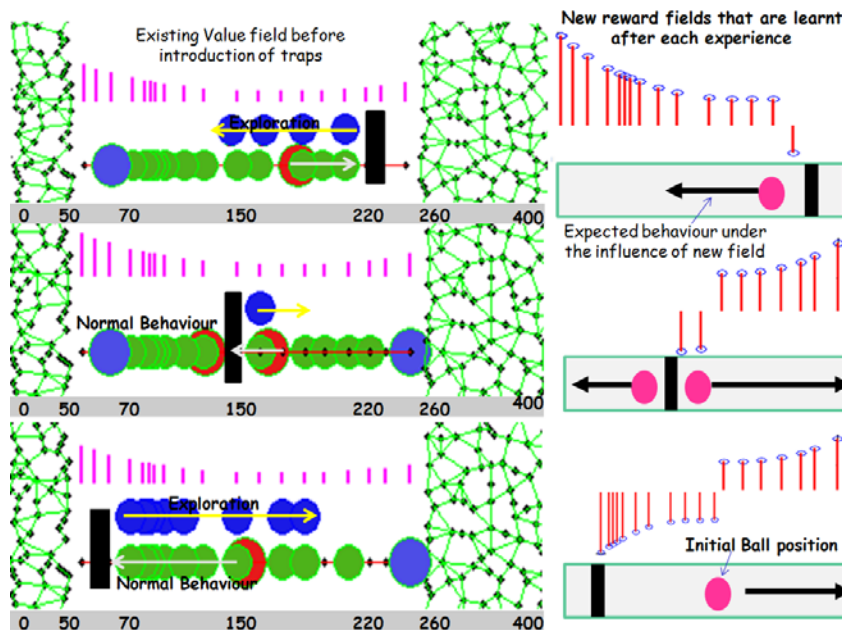 Existing Value field before
introduction of traps
New reward fields that are learnt
after each experience
Exploration
0 50 70 150 220 260 400
Expected behaviour under
the influence of new field
Normal Behaviour
0 50 70 150 220 260 400
Exploration
Normal Behaviour
Initial Ball position
0 50 70 150 220 260 400